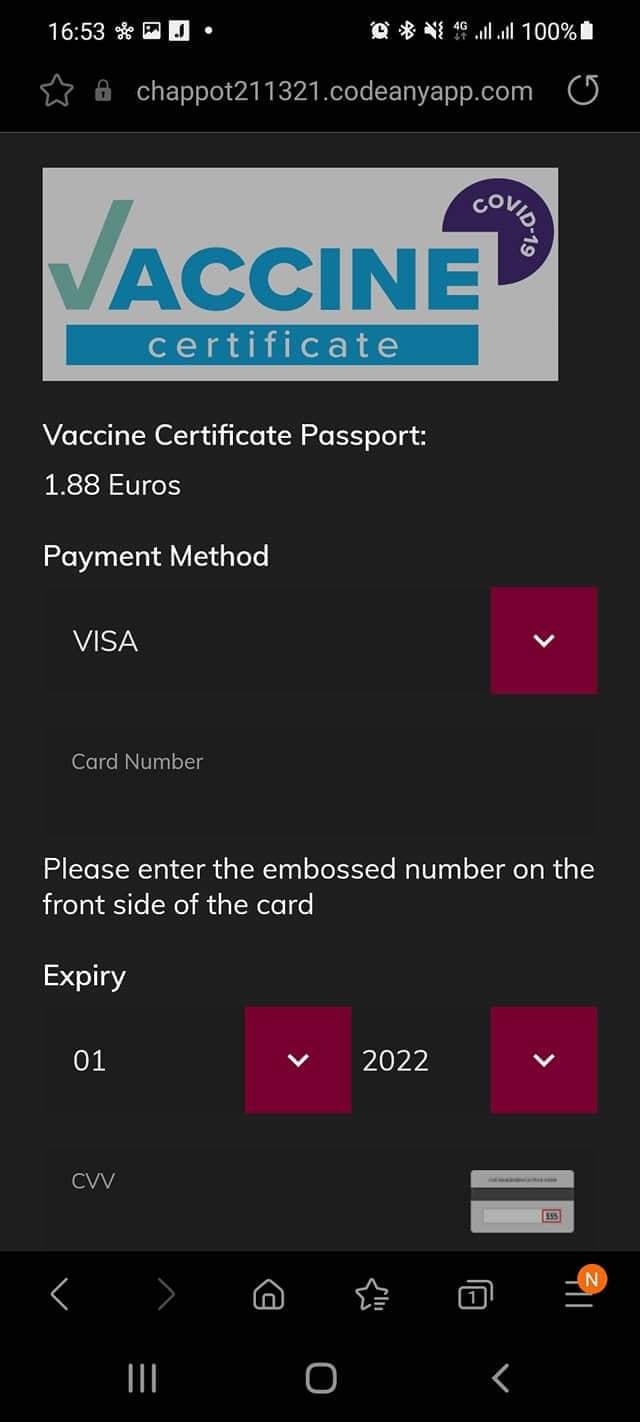 16:53 4G 100%
chappot211321.codeanyapp.com
COVID-19
VACCINE
certificate
Vaccine Certificate Passport:
1.88 Euros
Payment Method
VISA
Card Number
Please enter the embossed number on the
front side of the card
Expiry
01 2022
CVV
555
1
N